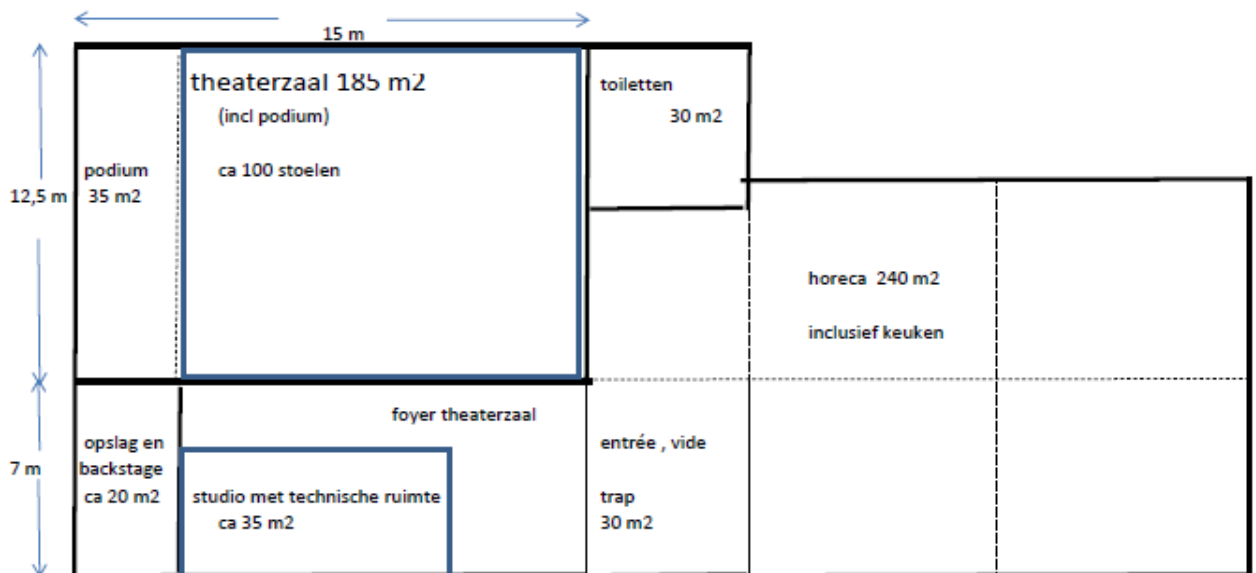 15 m
theaterzaal 185 m2
(incl podium)
ca 100 stoelen
toiletten
30 m2
podium
35 m2
12,5 m
horeca 240 m2
inclusief keuken
foyer theaterzaal
opslag en
backstage
ca 20 m2
7 m
studio met technische ruimte
ca 35 m2
entrée , vide
trap
30 m2